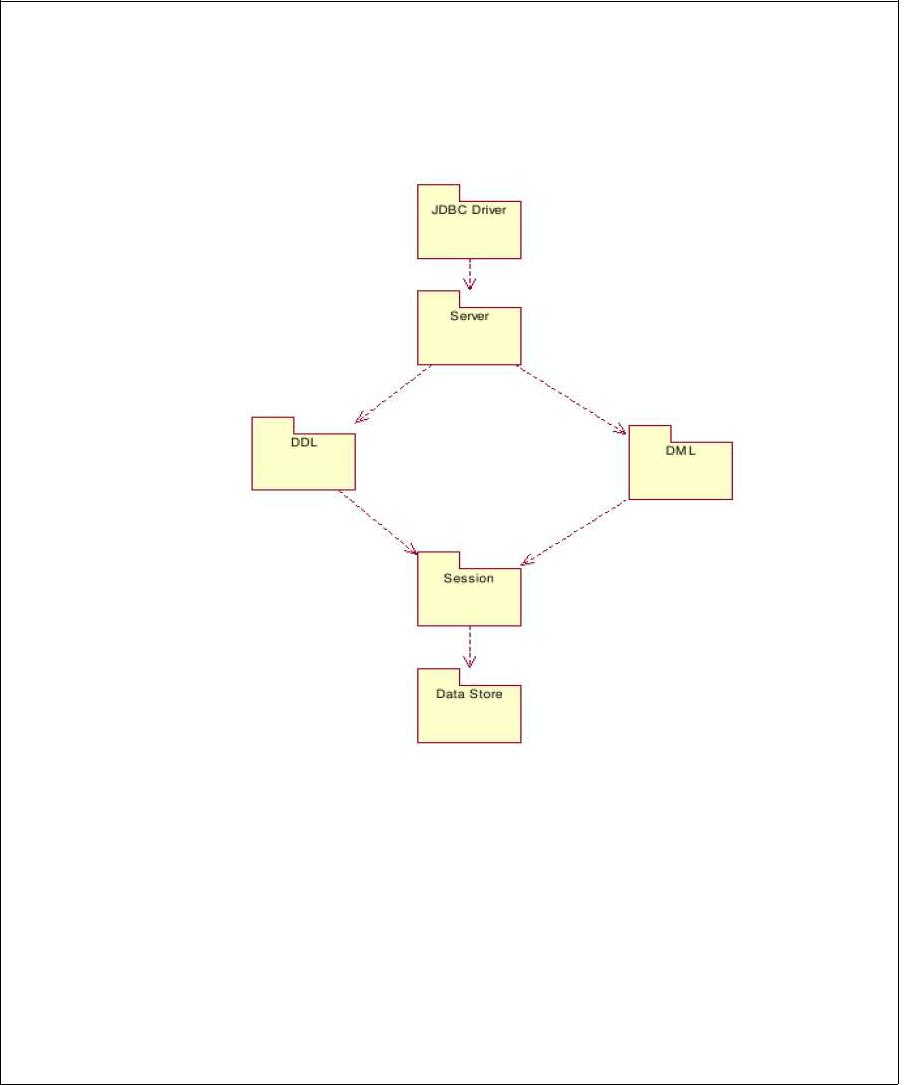 JDBC Driver
Server
DDL
DML
Session
Data Store